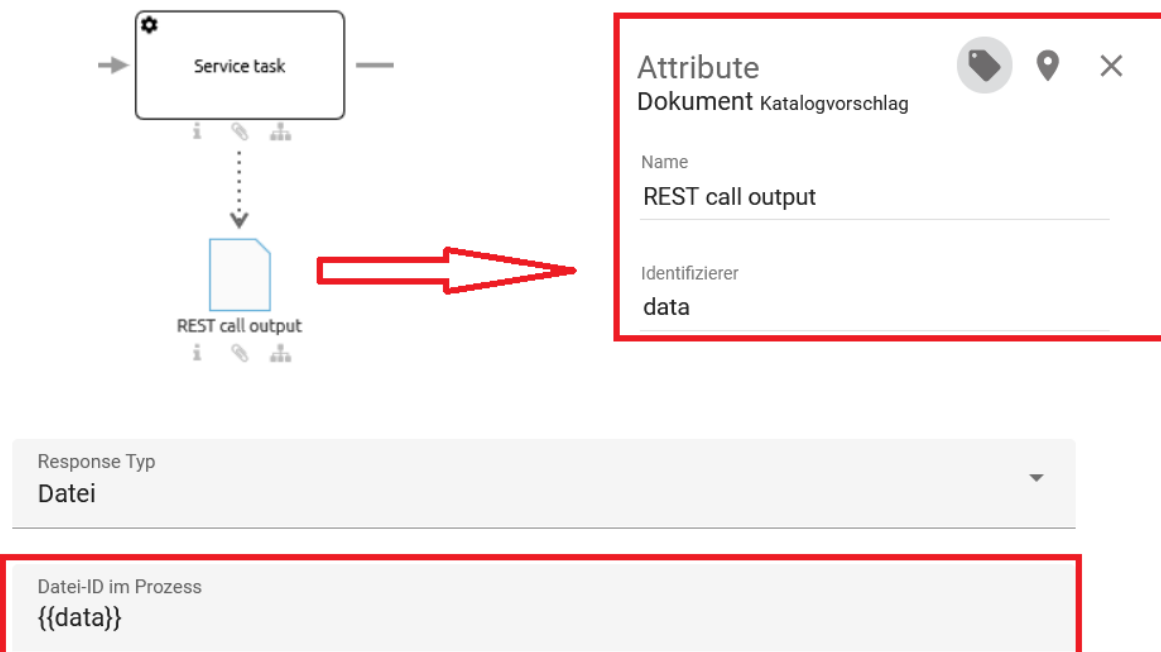 Service task
REST call output
Attribute
Dokument Katalogvorschlag
Name
REST call output
Identifizierer
data
Response Typ
Datei
Datei-ID im Prozess
{{data}}